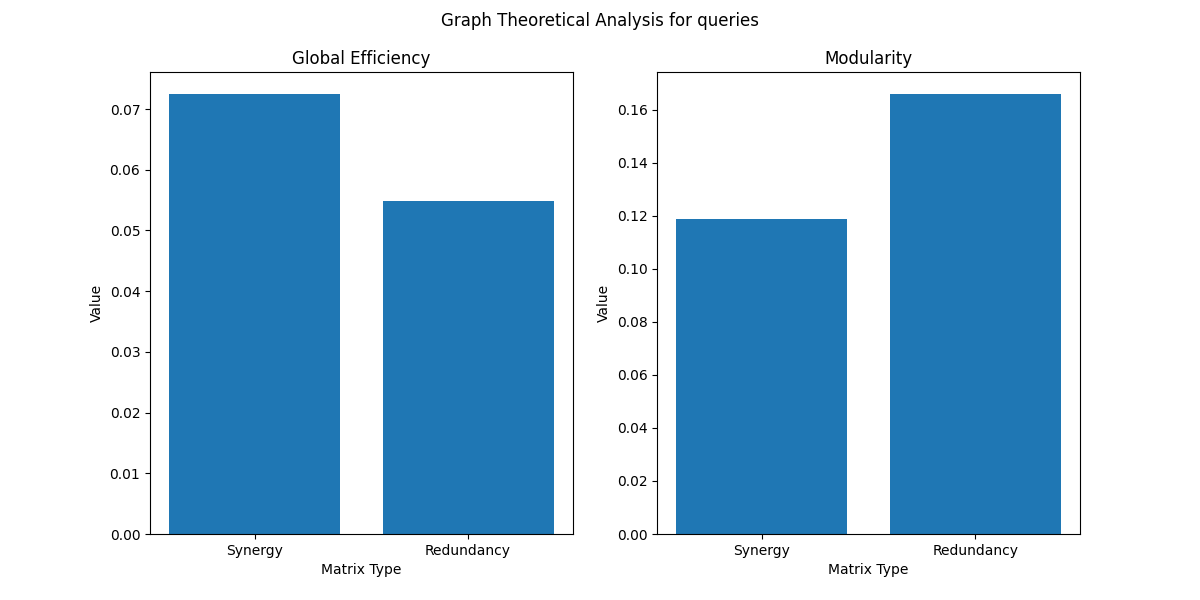 Graph Theoretical Analysis for queries
Global Efficiency
Value
0.07
0.06
0.05
0.04
0.03
0.02
0.01
0.00
Synergy
Redundancy
Matrix Type
Modularity
Value
0.16
0.14
0.12
0.10
0.08
0.06
0.04
0.02
0.00
Synergy
Redundancy
Matrix Type